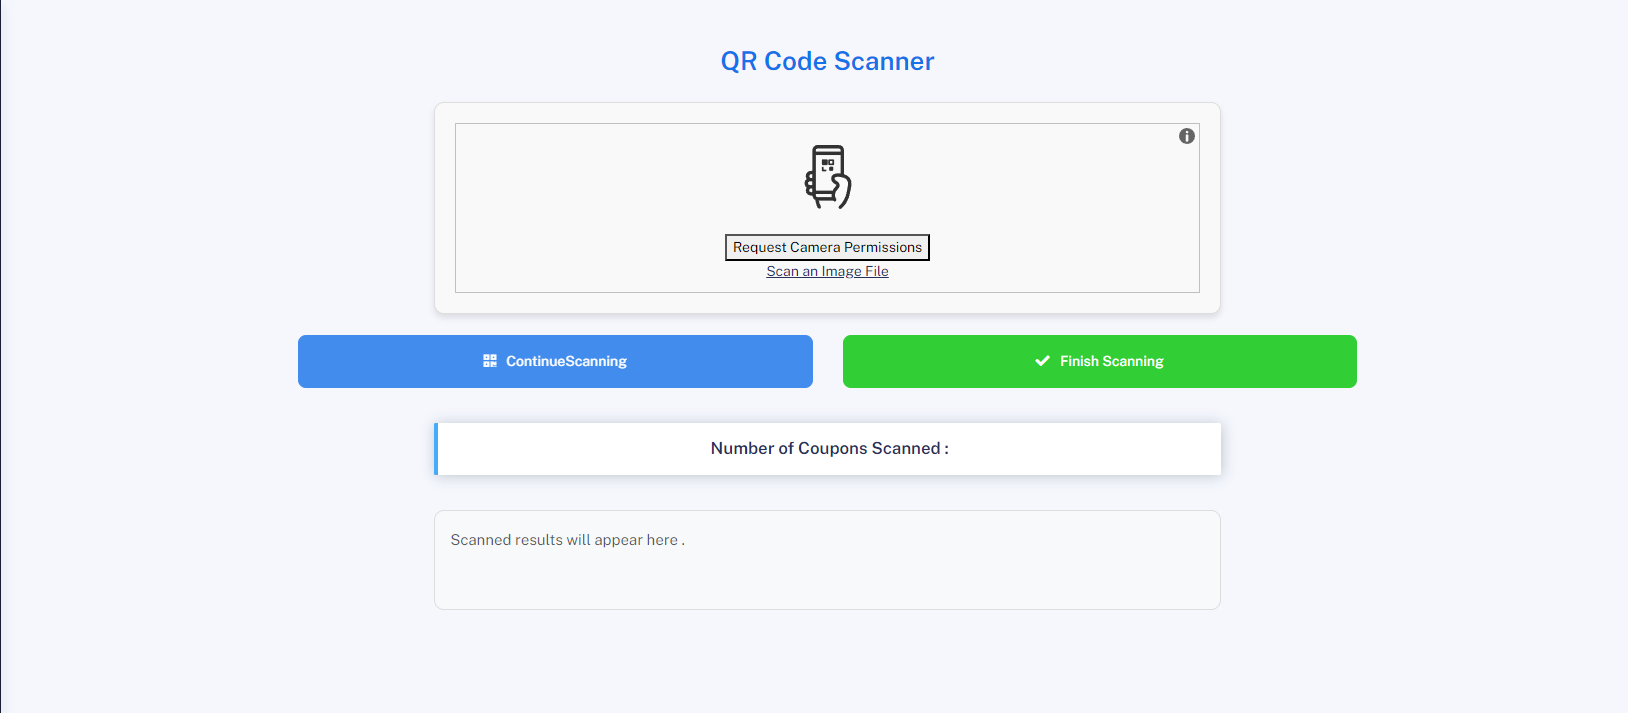 QR Code Scanner
Request Camera Permissions
Scan an Image File
ContinueScanning
Finish Scanning
Number of Coupons Scanned :
Scanned results will appear here .